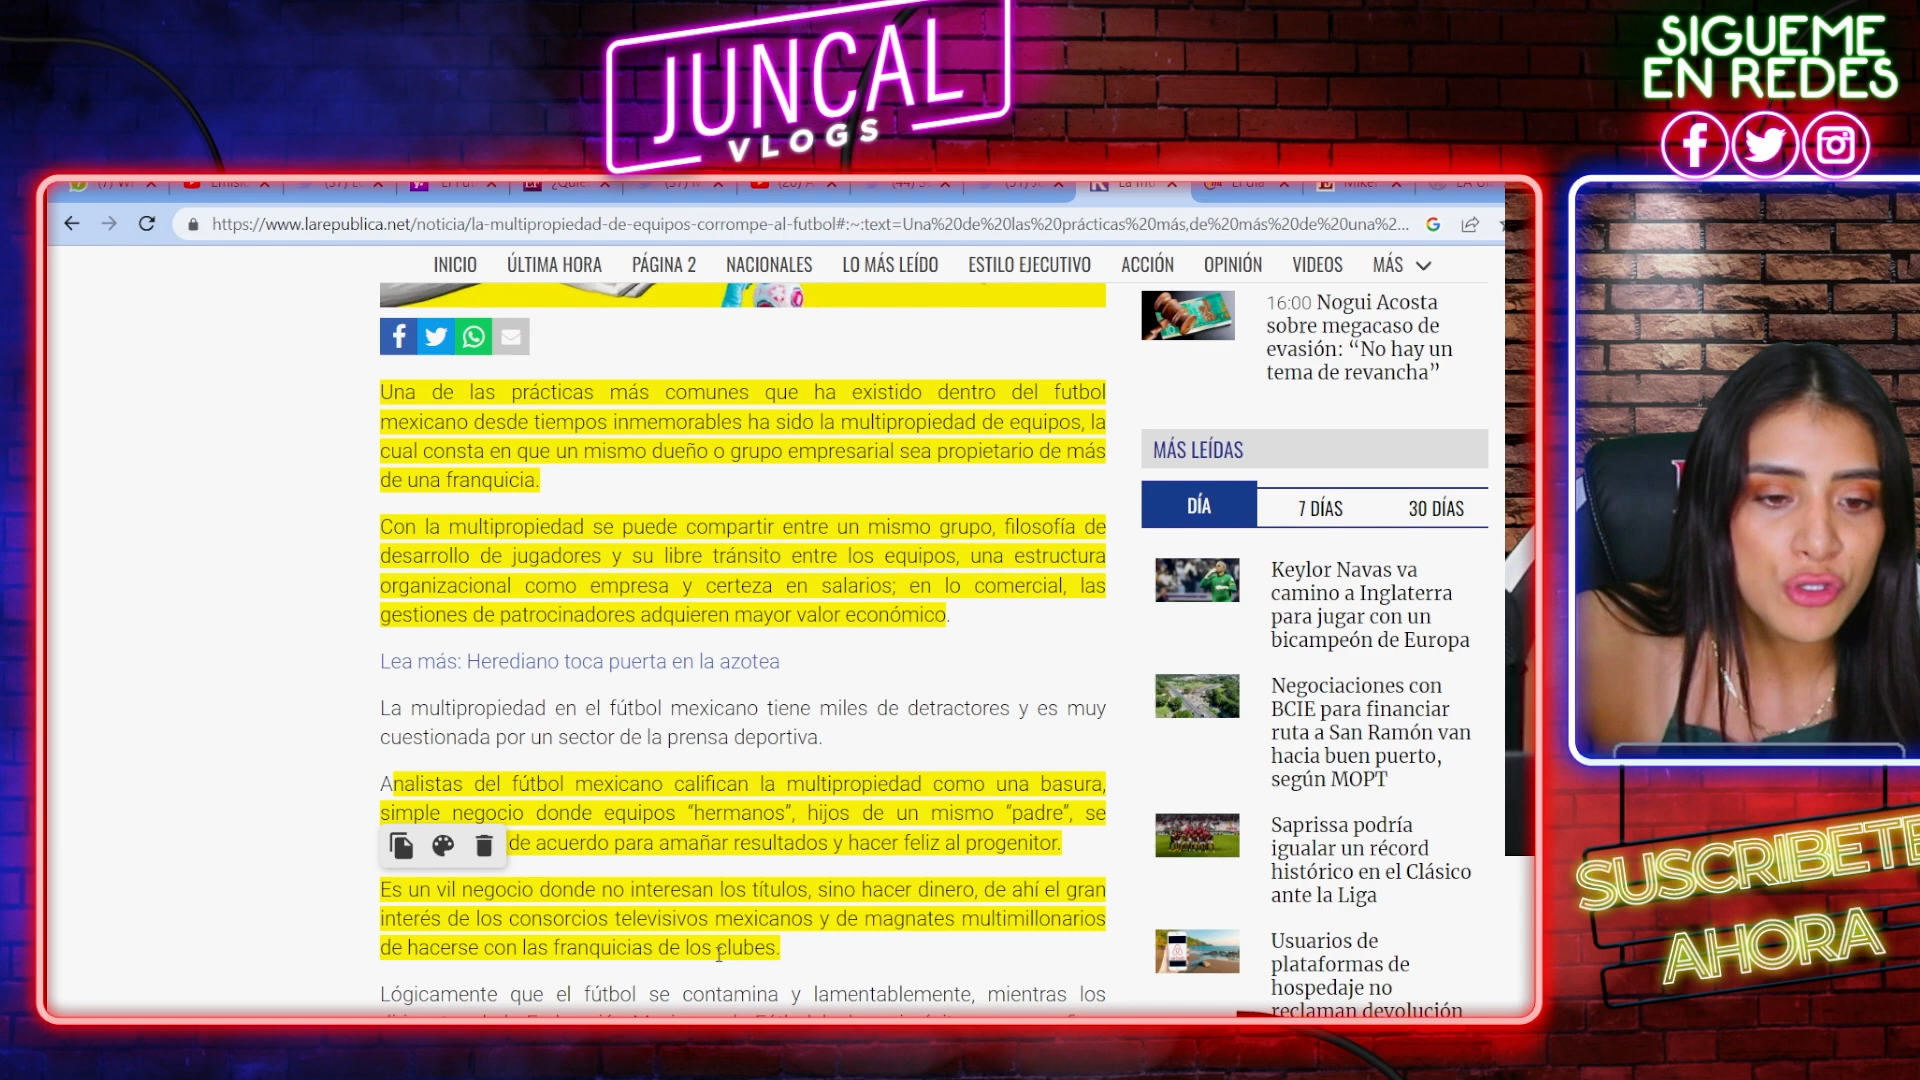 JUNCAL
VLOGS
SIGUEME
EN REDES
https://www.larepublica.net/noticia/la-multipropiedad-de-equipos-corrompe-al-futbol#:~:text=Una%20de%20las%20prácticas%20más,de%20más%20de%20una%2...
INICIO ÚLTIMA HORA PÁGINA 2 NACIONALES LO MÁS LEÍDO ESTILO EJECUTIVO ACCIÓN OPINIÓN VIDEOS MÁS
Una de las prácticas más comunes que ha existido dentro del futbol
mexicano desde tiempos inmemorables ha sido la multipropiedad de equipos, la
cual consta en que un mismo dueño o grupo empresarial sea propietario de más
de una franquicia.
Con la multipropiedad se puede compartir entre un mismo grupo, filosofía de
desarrollo de jugadores y su libre tránsito entre los equipos, una estructura
organizacional como empresa y certeza en salarios; en lo comercial, las
gestiones de patrocinadores adquieren mayor valor económico.
Lea más: Herediano toca puerta en la azotea
La multipropiedad en el fútbol mexicano tiene miles de detractores y es muy
cuestionada por un sector de la prensa deportiva.
Analistas del fútbol mexicano califican la multipropiedad como una basura,
simple negocio donde equipos “hermanos”, hijos de un mismo “padre”, se
de acuerdo para amañar resultados y hacer feliz al progenitor.
Es un vil negocio donde no interesan los títulos, sino hacer dinero, de ahí el gran
interés de los consorcios televisivos mexicanos y de magnates multimillonarios
de hacerse con las franquicias de los clubes.
Lógicamente que el fútbol se contamina y lamentablemente, mientras los
16:00 Nogui Acosta
sobre megacaso de
evasión: “No hay un
tema de revancha”
MÁS LEÍDAS
DÍA 7 DÍAS 30 DÍAS
Keylor Navas va
camino a Inglaterra
para jugar con un
bicampeón de Europa
Negociaciones con
BCIE para financiar
ruta a San Ramón van
hacia buen puerto,
según MOPT
Saprissa podría
igualar un récord
histórico en el Clásico
ante la Liga
Usuarios de
plataformas de
hospedaje no
reclaman devolución
SUSCRIBETE
AHORA